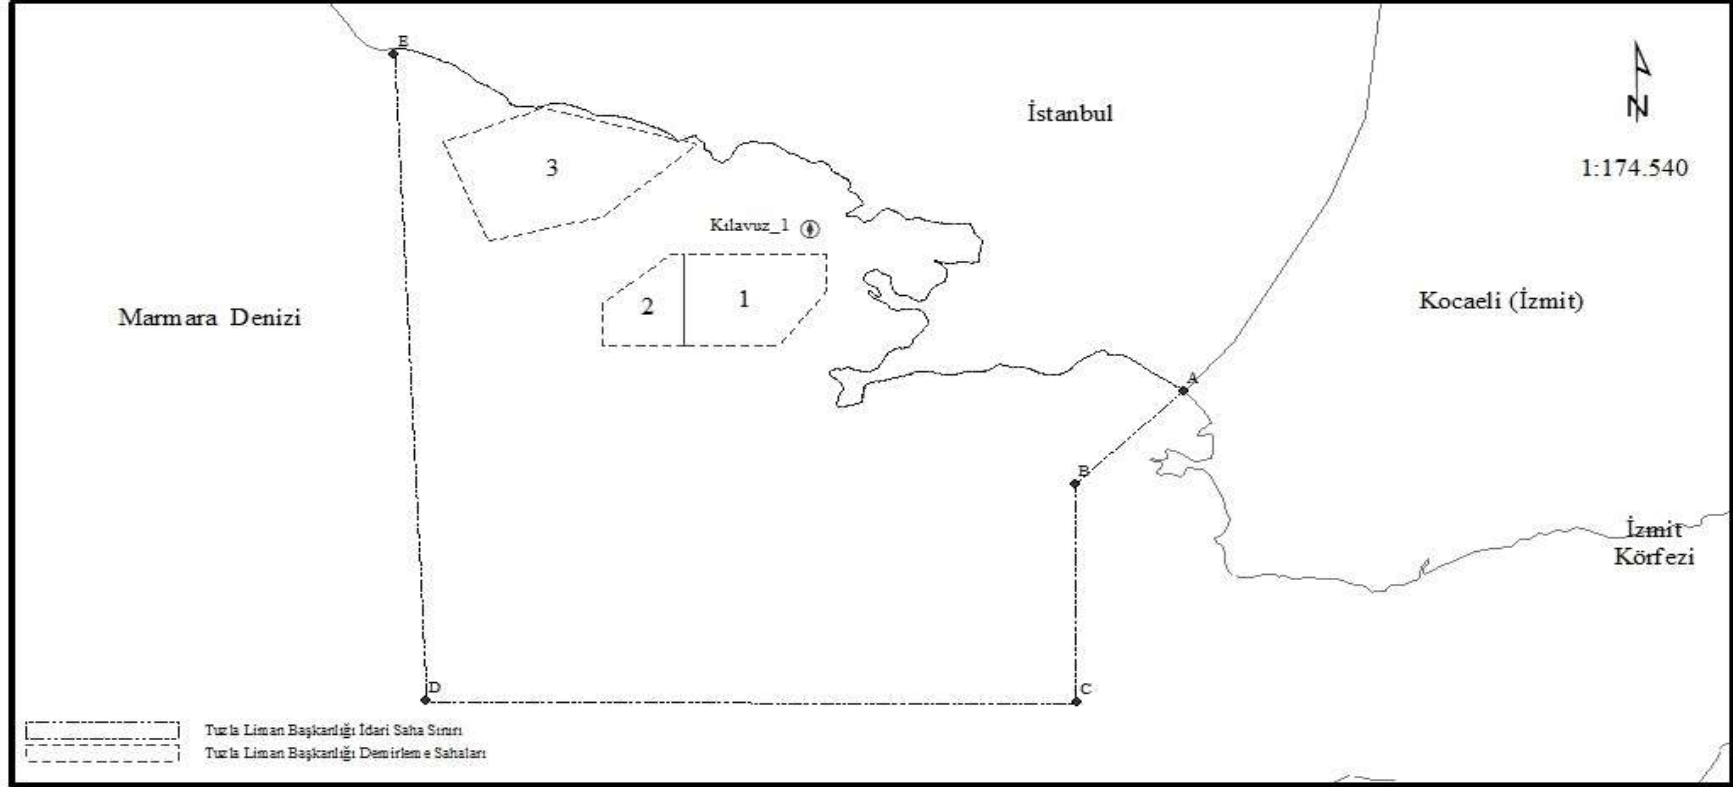 E
İstanbul
N
1:174.540
3
Kılavuz_1
Marmara Denizi
2
1
Kocaeli (İzmit)
A
B
İzmit
Körfezi
D
C
Tuzla Liman Başkanlığı İdari Saha Sınırı
Tuzla Liman Başkanlığı Demirleme Sahaları